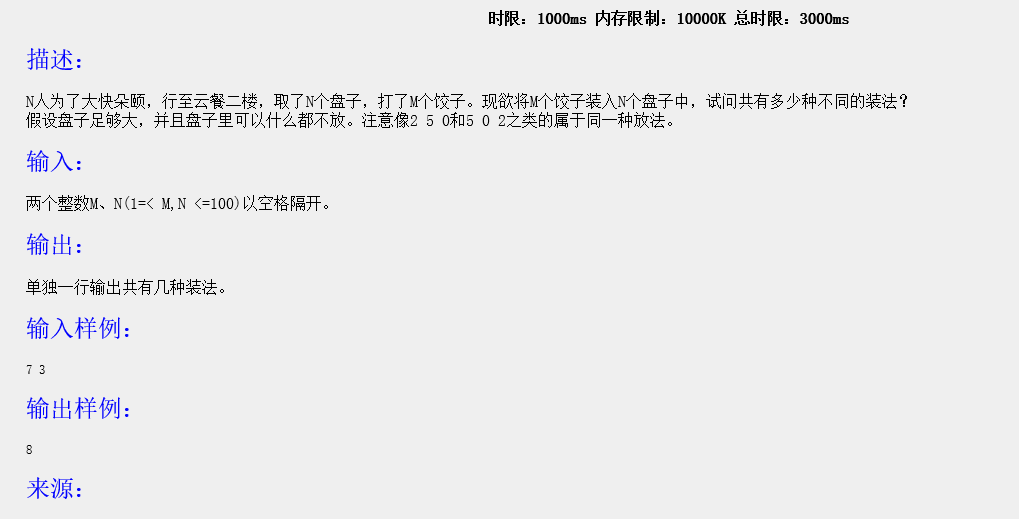 时限：1000ms 内存限制：10000K 总时限：3000ms
描述：
N人为了大快朵颐，行至云餐二楼，取了N个盘子，打了M个饺子。现欲将M个饺子装入N个盘子中，试问共有多少种不同的装法？
假设盘子足够大，并且盘子里可以什么都不放。注意像2 5 0和5 0 2之类的属于同一种放法。
输入：
两个整数M、N(1=< M,N <=100)以空格隔开。
输出：
单独一行输出共有几种装法。
输入样例：
7 3
输出样例：
8
来源：